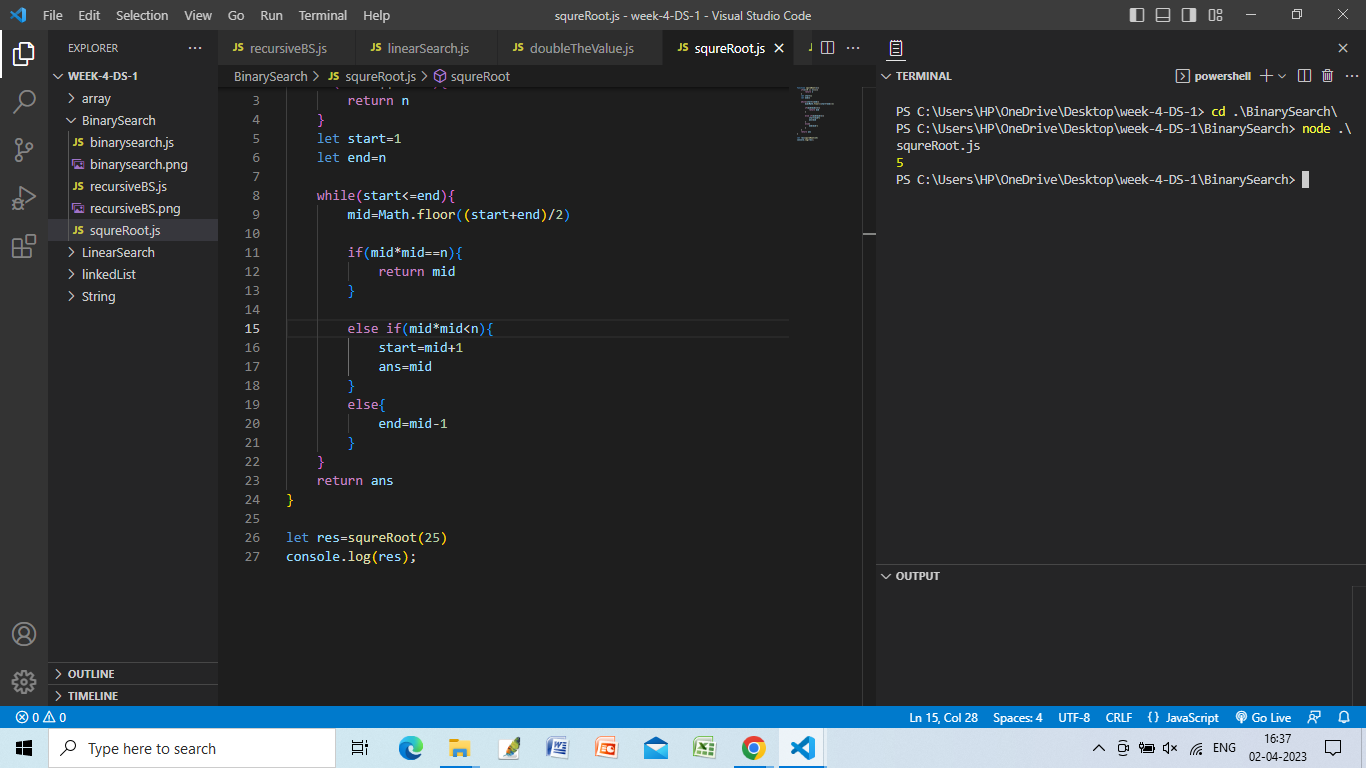 File Edit Selection View Go Run Terminal Help
squreRoot.js - week-4-DS-1 - Visual Studio Code
EXPLORER
WEEK-4-DS-1
array
BinarySearch
JS binarysearch.js
binarysearch.png
JS recursiveBS.js
recursiveBS.png
JS squreRoot.js
LinearSearch
linkedList
String
OUTLINE
TIMELINE
JS recursiveBS.js JS linearSearch.js JS doubleTheValue.js JS squreRoot.js
BinarySearch > JS squreRoot.js > squreRoot
3 return n
4 }
5 let start=1
6 let end=n
7
8 while(start<=end){
9 mid=Math.floor((start+end)/2)
10
11 if(mid*mid==n){
12 return mid
13 }
14
15 else if(mid*mid<n){
16 start=mid+1
17 ans=mid
18 }
19 else{
20 end=mid-1
21 }
22 }
23 return ans
24 }
25
26 let res=squreRoot(25)
27 console.log(res);
TERMINAL
powershell
PS C:\Users\HP\OneDrive\Desktop\week-4-DS-1> cd .\BinarySearch\
PS C:\Users\HP\OneDrive\Desktop\week-4-DS-1\BinarySearch> node .\
squreRoot.js
5
PS C:\Users\HP\OneDrive\Desktop\week-4-DS-1\BinarySearch>
OUTPUT
0 0
Ln 15, Col 28 Spaces: 4 UTF-8 CRLF {} JavaScript Go Live
Type here to search
ENG
16:37
02-04-2023